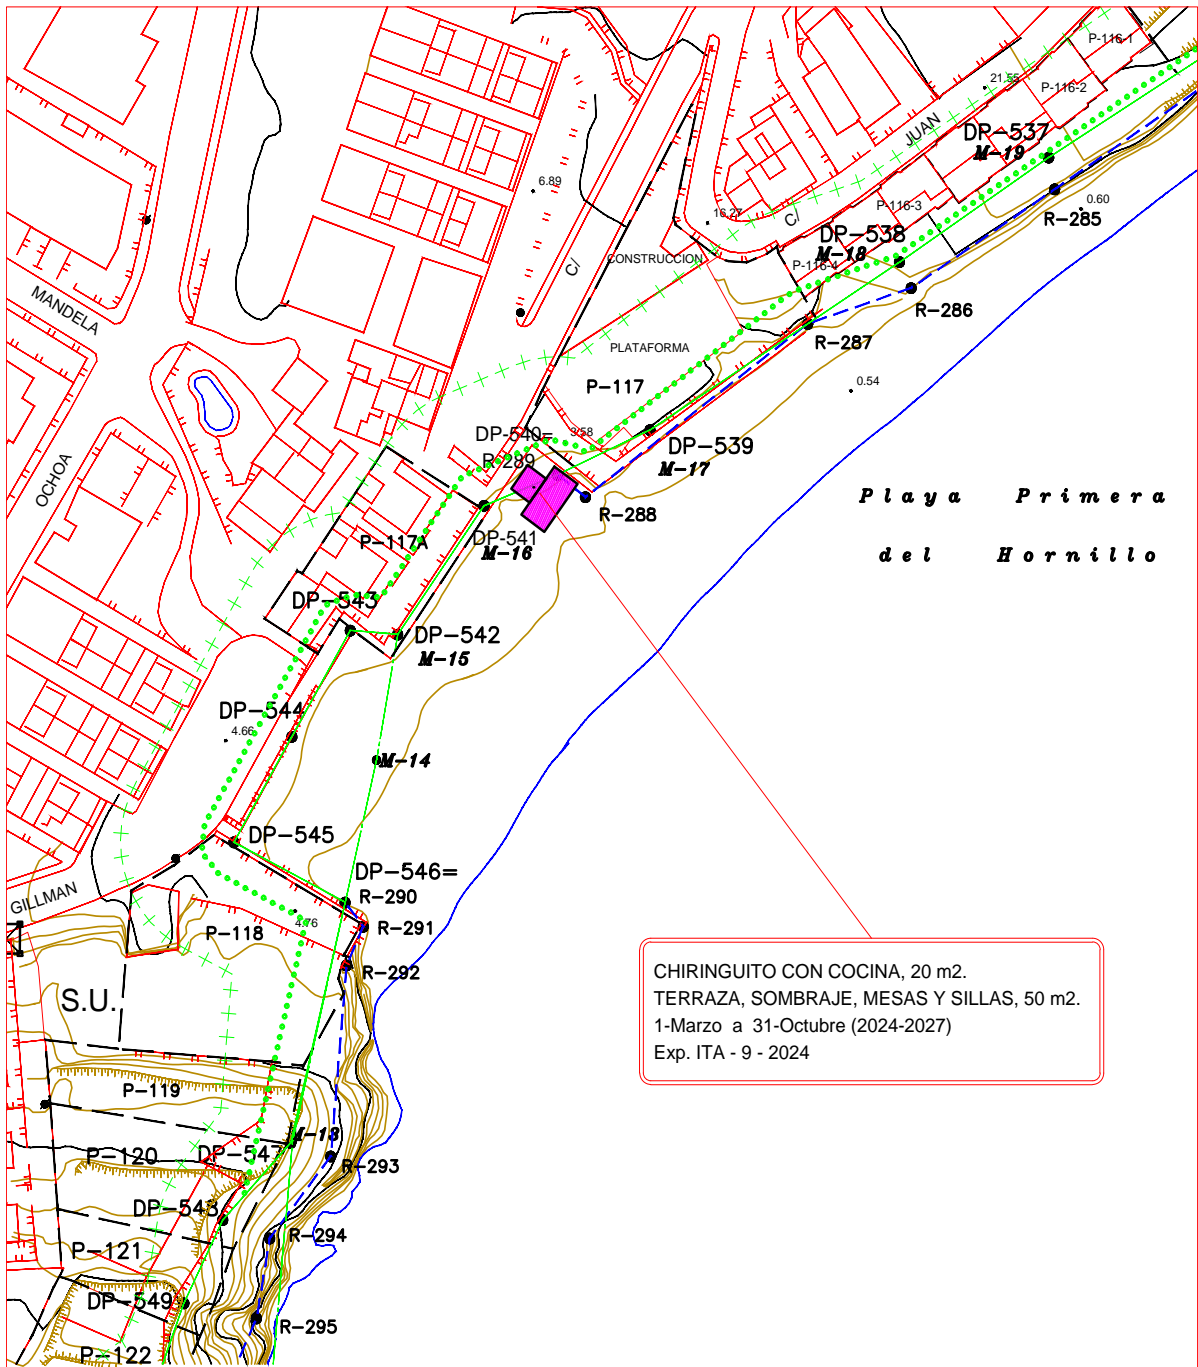 P-116-1
21.55
P-116-2
JUAN
DP-537
M-19
6.89
P-116-3
0.60
16.27
C/
R-285
DP-538
M-18
CONSTRUCCION
P-116-4
C/
R-286
MANDELA
R-287
PLATAFORMA
P-117
0.54
DP-540=
3.58
DP-539
R-289
M-17
OCHOA
Playa Primera
R-288
DP-541
P-117A
M-16
del Hornillo
DP-543
DP-542
M-15
DP-544
4.66
M-14
DP-545
DP-546=
R-290
GILLMAN
4.76
R-291
P-118
R-292
CHIRINGUITO CON COCINA, 20 m2.
TERRAZA, SOMBRAJE, MESAS Y SILLAS, 50 m2.
1-Marzo a 31-Octubre (2024-2027)
Exp. ITA - 9 - 2024
S.U.
P-119
M-13
P-120
DP-547
R-293
DP-548
R-294
P-121
DP-549
R-295
P-122